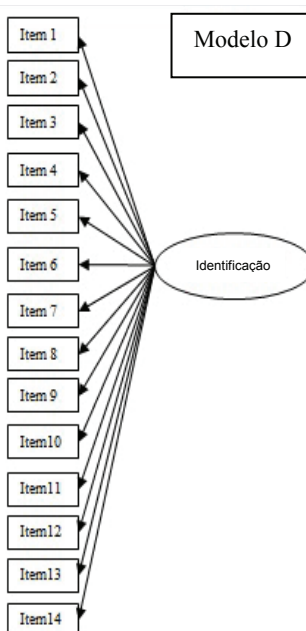 Modelo D
Item 1
Item 2
Item 3
Item 4
Item 5
Item 6
Item 7
Item 8
Item 9
Item10
Item11
Item12
Item13
Item14
Identificação